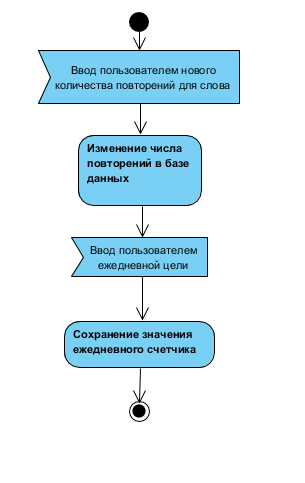 Ввод пользователем нового
количества повторений для слова
Изменение числа
повторений в базе
данных
Ввод пользователем
ежедневной цели
Сохранение значения
ежедневного счетчика